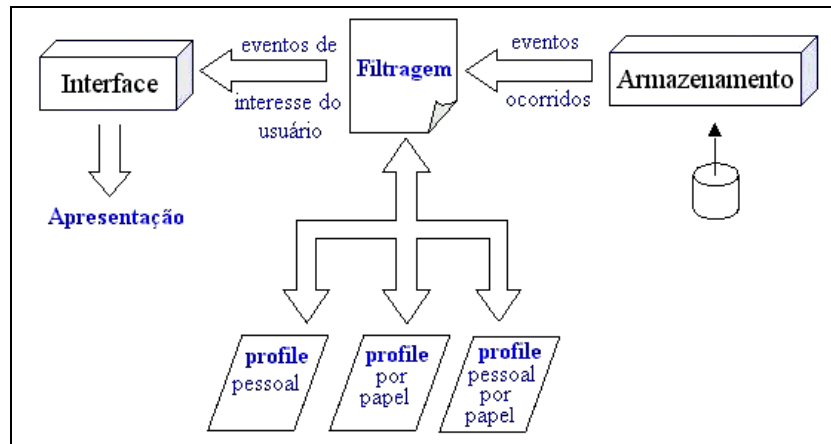 Interface
eventos de
interesse do
usuário
Filtragem
eventos
ocorridos
Armazenamento
Apresentação
profile
pessoal
profile
por
papel
profile
pessoal
por
papel